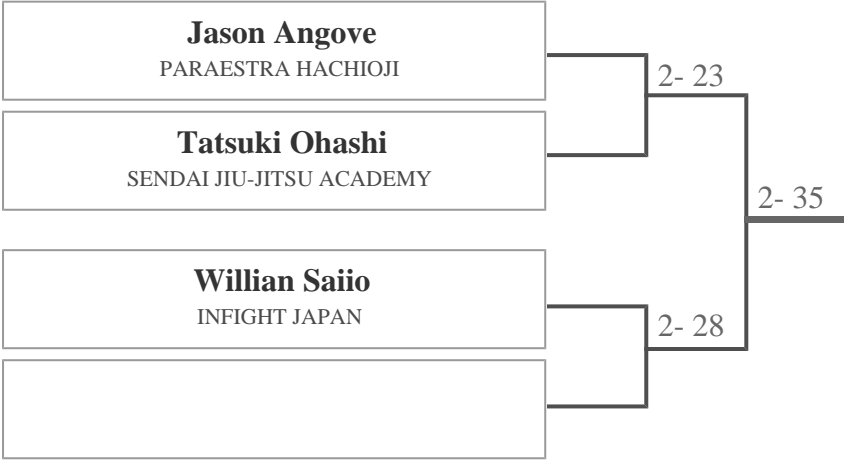 Jason Angove
PARAESTRA HACHIOJI
2- 23
Tatsuki Ohashi
SENDAI JIU-JITSU ACADEMY
2- 35
Willian Saiio
INFIGHT JAPAN
2- 28